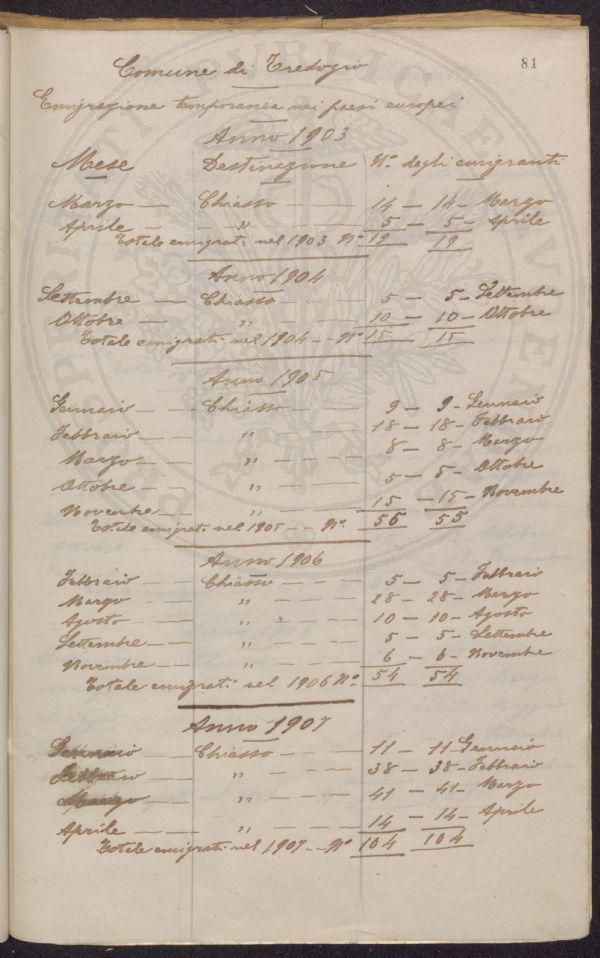 81
Comune di Tredozio
Emigrazione temporanea nei paesi europei
Anno 1903
Mese Destinazione N.º degli emigranti
Marzo — Chiasso — — — 14 — 14 — Marzo
Aprile — — " — — — 5 — 5 — Aprile
Totale emigrati nel 1903 Nº 19 19
Anno 1904
Settembre — Chiasso — — — 5 — 5 — Settembre
Ottobre — " — — — 10 — 10 — Ottobre
Totale emigrati nel 1904 — — Nº 15 15
Anno 1905
Gennaio — — Chiasso — — — 9 — 9 — Gennaio
Febbraio — — " — — — 18 — 18 — Febbraio
Marzo — — " — — — 8 — 8 — Marzo
Ottobre — — " — — — 5 — 5 — Ottobre
Novembre — " — — — 15 — 15 — Novembre
Totale emigrati nel 1905 — — Nº. 55 55
Anno 1906
Febbraio — Chiasso — — — 5 — 5 — Febbraio
Marzo — — " — — — 28 — 28 — Marzo
Agosto — — " — — — 10 — 10 — Agosto
Settembre — " — — — 5 — 5 — Settembre
Novembre — " — — — 6 — 6 — Novembre
Totale emigrati nel 1906 Nº 54 54
Anno 1907
Gennaio — Chiasso — — — 11 — 11 — Gennaio
Febbraio — " — — — 38 — 38 — Febbraio
Marzo — " — — — 41 — 41 — Marzo
Aprile — — " — — — 14 — 14 — Aprile
Totale emigrati nel 1907 — — Nº 104 104